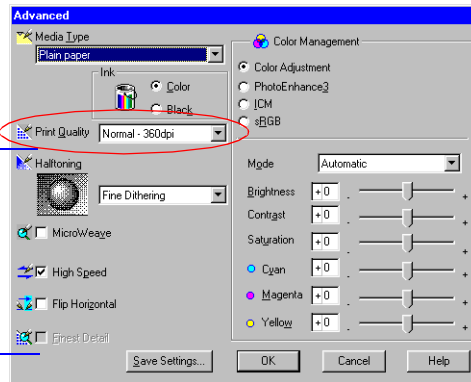 Advanced
Media Type
Plain paper
Ink
Color
Black
Print Quality
Normal - 360dpi
Halftoning
Fine Dithering
MicroWeave
High Speed
Flip Horizontal
Finest Detail
Color Management
Color Adjustment
PhotoEnhance3
ICM
sRGB
Mode
Automatic
Brightness +0 - +
Contrast +0 - +
Saturation +0 - +
Cyan +0 - +
Magenta +0 - +
Yellow +0 - +
Save Settings...
OK
Cancel
Help